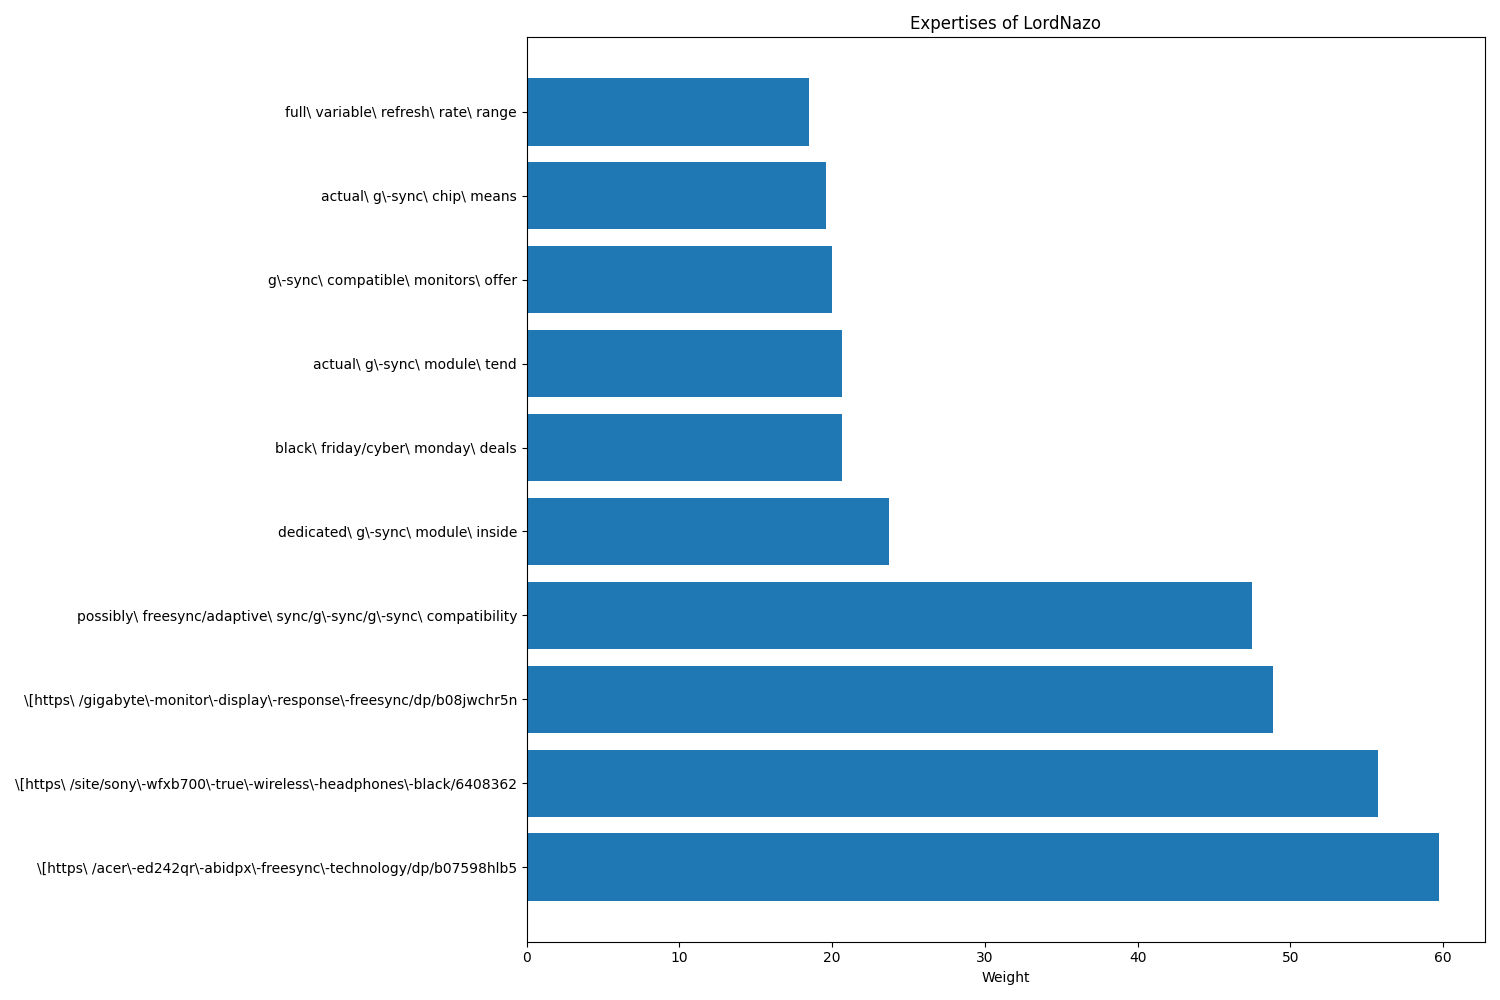 Expertises of LordNazo
full\ variable\ refresh\ rate\ range
actual\ g\-sync\ chip\ means
g\-sync\ compatible\ monitors\ offer
actual\ g\-sync\ module\ tend
black\ friday/cyber\ monday\ deals
dedicated\ g\-sync\ module\ inside
possibly\ freesync/adaptive\ sync/g\-sync/g\-sync\ compatibility
\[https\ /gigabyte\-monitor\-display\-response\-freesync/dp/b08jwchr5n
\[https\ /site/sony\-wfxb700\-true\-wireless\-headphones\-black/6408362
\[https\ /acer\-ed242qr\-abidpx\-freesync\-technology/dp/b07598hlb5
0 10 20 30 40 50 60
Weight